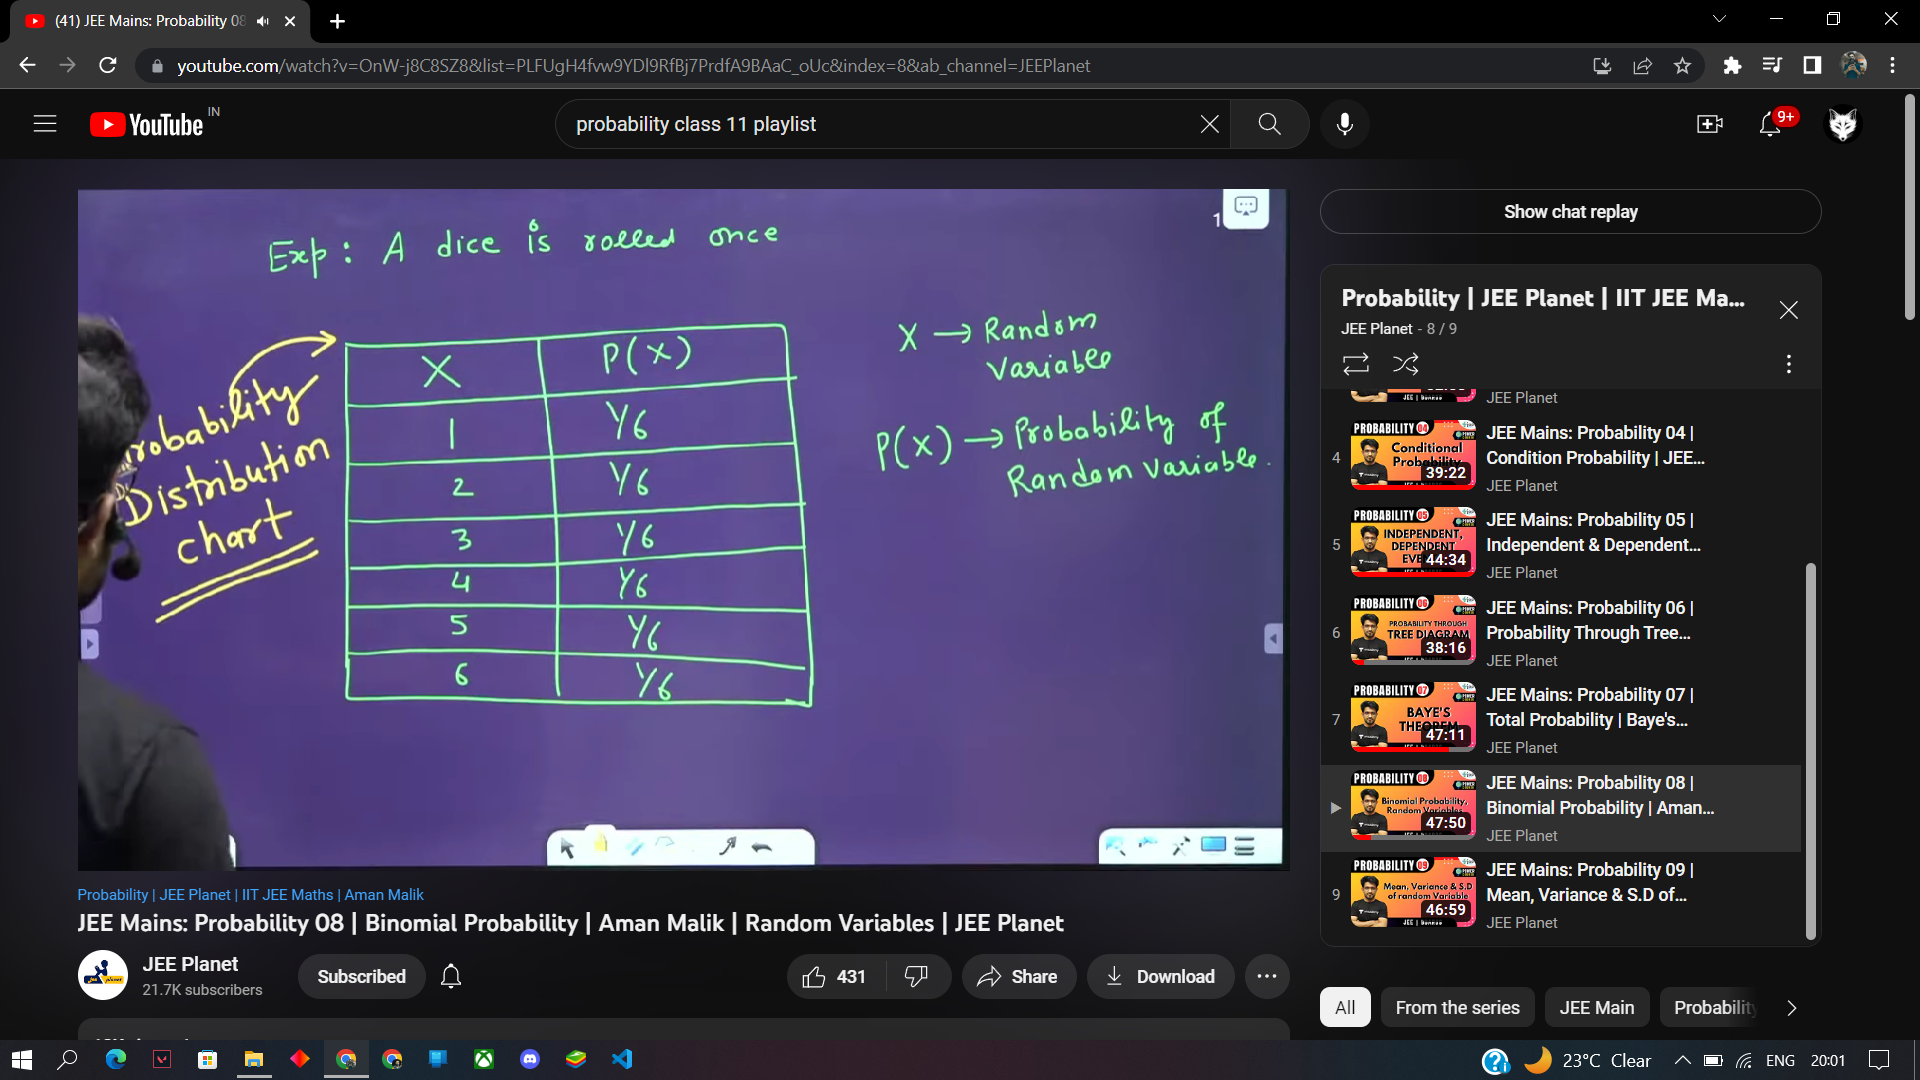 (41) JEE Mains: Probability 08
youtube.com/watch?v=OnW-j8C8SZ8&list=PLFUgH4fvw9YDl9RfBj7PrdfA9BAaC_oUc&index=8&ab_channel=JEEPlanet
YouTube IN
probability class 11 playlist
9+
1
Exp : A dice is rolled once
X P(X)
1 1/6
2 1/6
3 1/6
4 1/6
5 1/6
6 1/6
Distribution
chart
X → Random
Variable
P(X) → Probability of
Random variable.
Probability | JEE Planet | IIT JEE Maths | Aman Malik
JEE Mains: Probability 08 | Binomial Probability | Aman Malik | Random Variables | JEE Planet
JEE Planet
21.7K subscribers
Subscribed
431
Share
Download
Show chat replay
Probability | JEE Planet | IIT JEE Ma...
JEE Planet - 8 / 9
JEE Planet
4
PROBABILITY 04
Conditional
Probability
39:22
JEE Mains: Probability 04 |
Condition Probability | JEE...
JEE Planet
5
PROBABILITY 05
INDEPENDENT,
DEPENDENT
44:34
JEE Mains: Probability 05 |
Independent & Dependent...
JEE Planet
6
PROBABILITY 06
PROBABILITY THROUGH
TREE DIAGRAM
38:16
JEE Mains: Probability 06 |
Probability Through Tree...
JEE Planet
7
PROBABILITY 07
BAYE'S
THEOREM
47:11
JEE Mains: Probability 07 |
Total Probability | Baye's...
JEE Planet
PROBABILITY 08
Binomial Probability,
Random Variables
47:50
JEE Mains: Probability 08 |
Binomial Probability | Aman...
JEE Planet
9
PROBABILITY 09
Mean, Variance & S.D
of random Variable
46:59
JEE Mains: Probability 09 |
Mean, Variance & S.D of...
JEE Planet
All
From the series
JEE Main
Probability
23°C Clear
ENG
20:01